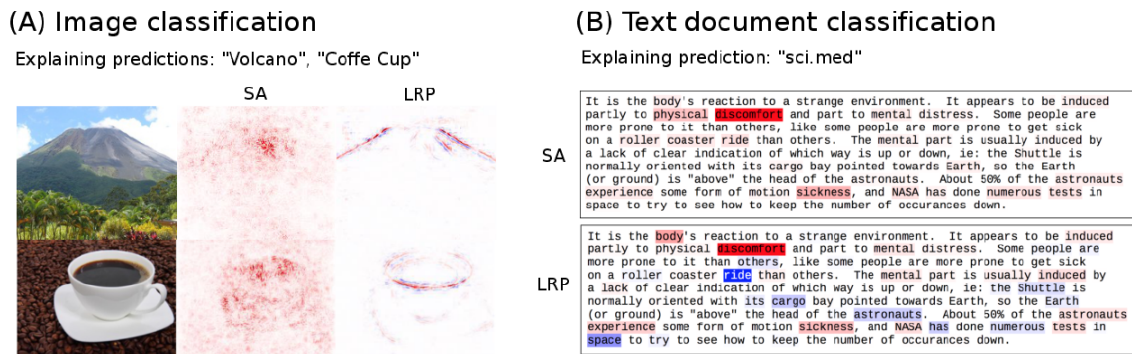 (A) Image classification
Explaining predictions: "Volcano", "Coffe Cup"
SA
LRP
(B) Text document classification
Explaining prediction: "sci.med"
SA
It is the body's reaction to a strange environment. It appears to be induced
partly to physical discomfort and part to mental distress. Some people are
more prone to it than others, like some people are more prone to get sick
on a roller coaster ride than others. The mental part is usually induced by
a lack of clear indication of which way is up or down, ie: the Shuttle is
normally oriented with its cargo bay pointed towards Earth, so the Earth
(or ground) is "above" the head of the astronauts. About 50% of the astronauts
experience some form of motion sickness, and NASA has done numerous tests in
space to try to see how to keep the number of occurances down.
LRP
It is the body's reaction to a strange environment. It appears to be induced
partly to physical discomfort and part to mental distress. Some people are
more prone to it than others, like some people are more prone to get sick
on a roller coaster ride than others. The mental part is usually induced by
a lack of clear indication of which way is up or down, ie: the Shuttle is
normally oriented with its cargo bay pointed towards Earth, so the Earth
(or ground) is "above" the head of the astronauts. About 50% of the astronauts
experience some form of motion sickness, and NASA has done numerous tests in
space to try to see how to keep the number of occurances down.